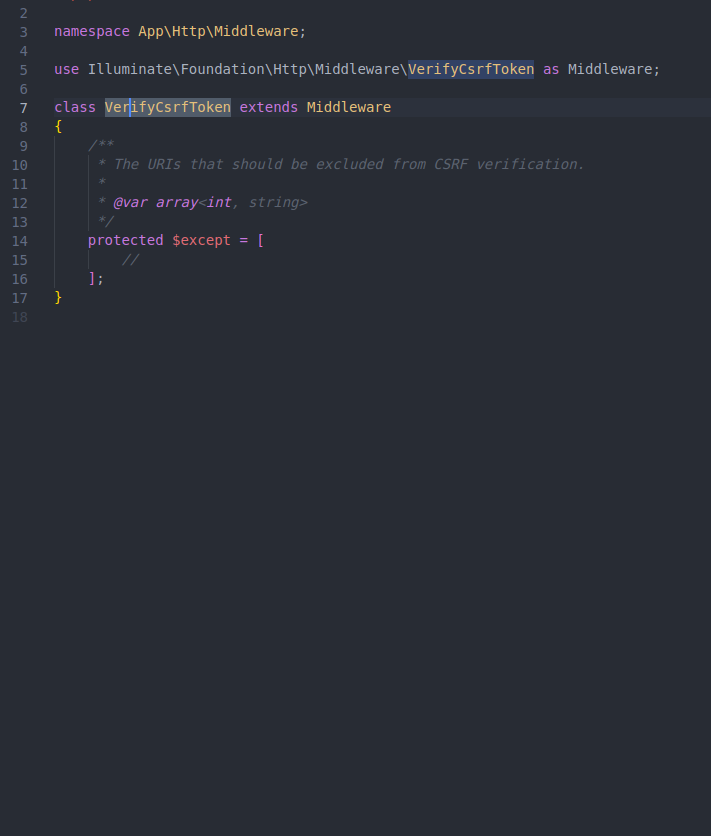 2
3 namespace App\Http\Middleware;
4
5 use Illuminate\Foundation\Http\Middleware\VerifyCsrfToken as Middleware;
6
7 class VerifyCsrfToken extends Middleware
8 {
9     /**
10      * The URIs that should be excluded from CSRF verification.
11      *
12      * @var array<int, string>
13      */
14     protected $except = [
15         //
16     ];
17 }
18